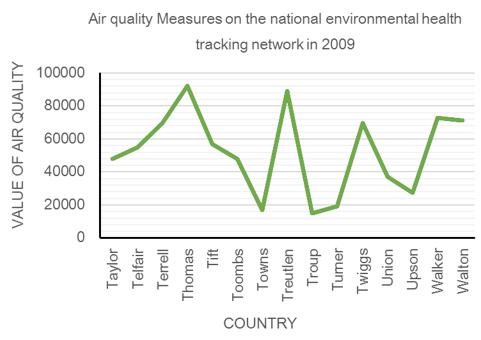 Air quality Measures on the national environmental health
tracking network in 2009
VALUE OF AIR QUALITY
100000
80000
60000
40000
20000
0
Taylor
Telfair
Terrell
Thomas
Tift
Toombs
Towns
Treutlen
Troup
Turner
Twiggs
Union
Upson
Walker
Walton
COUNTRY